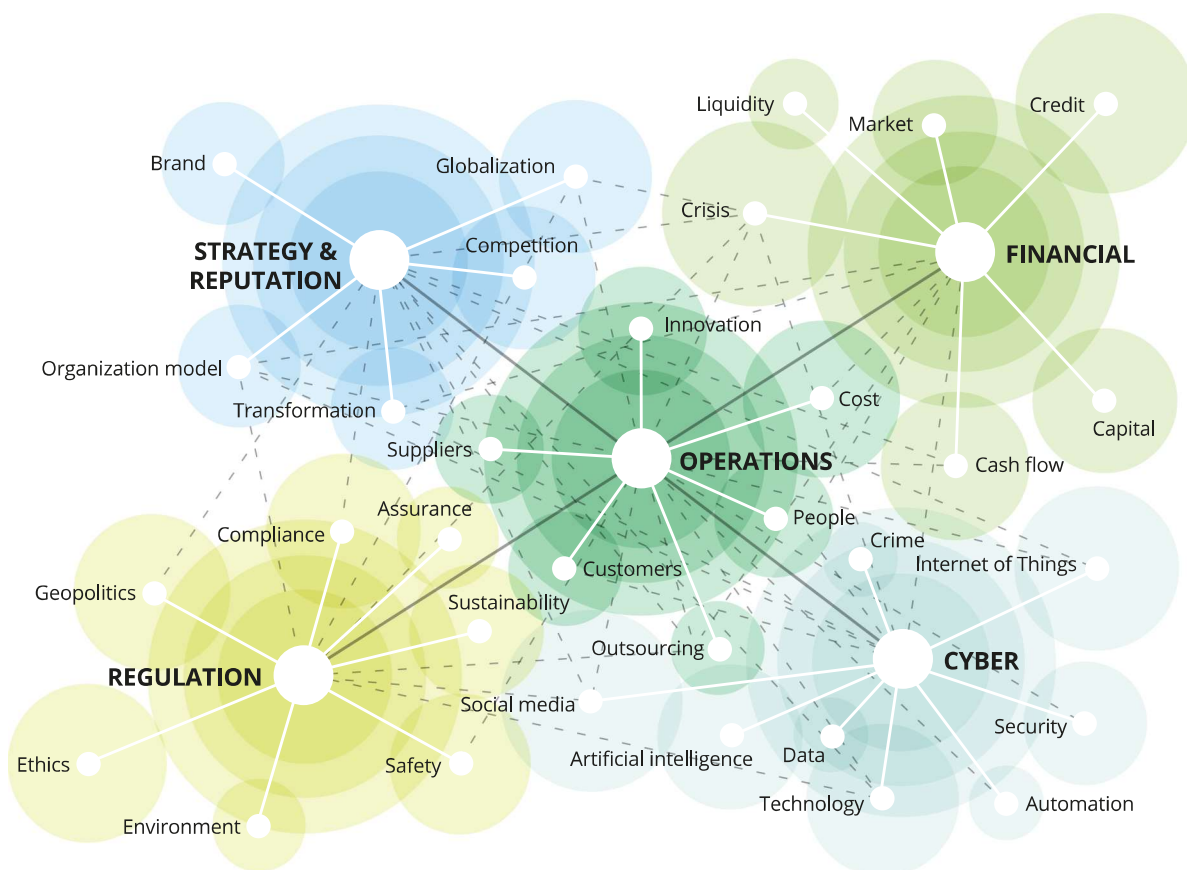 Liquidity
Credit
Market
Brand
Globalization
Crisis
Competition
STRATEGY &
REPUTATION
FINANCIAL
Innovation
Organization model
Transformation
Cost
Capital
Suppliers
OPERATIONS
Cash flow
Assurance
People
Compliance
Crime
Internet of Things
Customers
Geopolitics
Sustainability
Outsourcing
CYBER
REGULATION
Social media
Security
Artificial intelligence
Data
Ethics
Safety
Technology
Automation
Environment